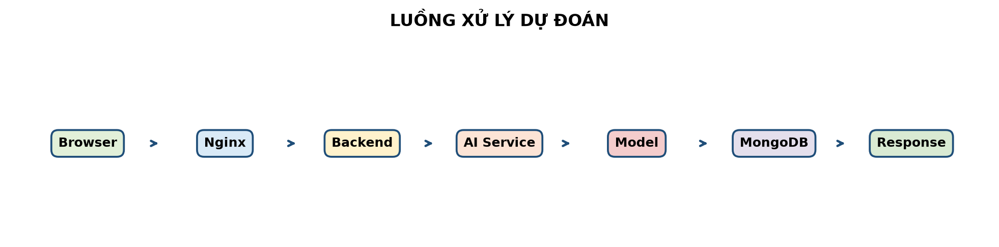 LUỒNG XỬ LÝ DỰ ĐOÁN
Browser
Nginx
Backend
AI Service
Model
MongoDB
Response